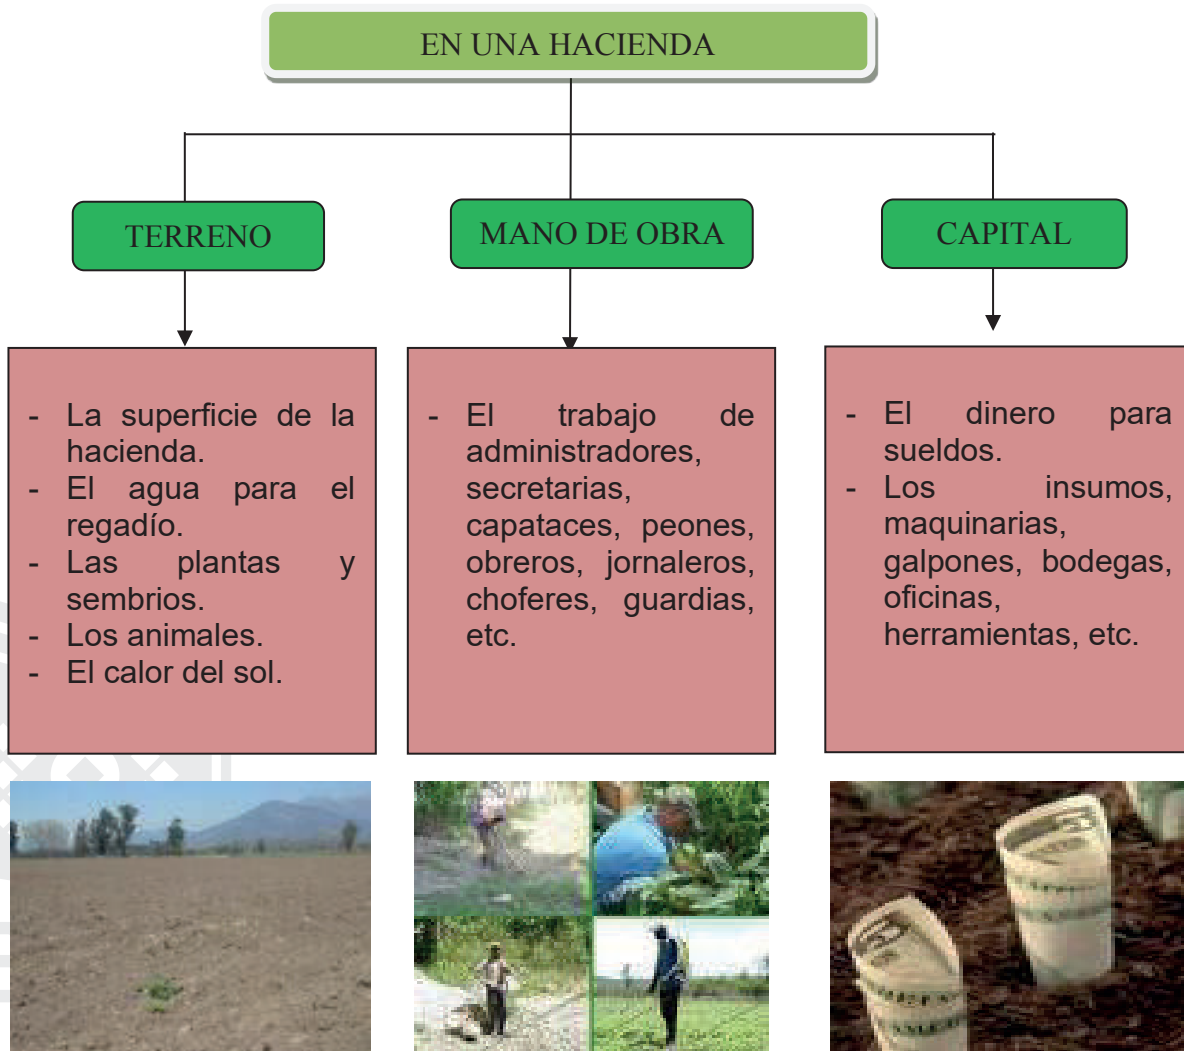 EN UNA HACIENDA
TERRENO
MANO DE OBRA
CAPITAL
- La superficie de la
hacienda.
- El agua para el
regadío.
- Las plantas y
sembrios.
- Los animales.
- El calor del sol.
- El trabajo de
administradores,
secretarias,
capataces, peones,
obreros, jornaleros,
choferes, guardias,
etc.
- El dinero para
sueldos.
- Los insumos,
maquinarias,
galpones, bodegas,
oficinas,
herramientas, etc.